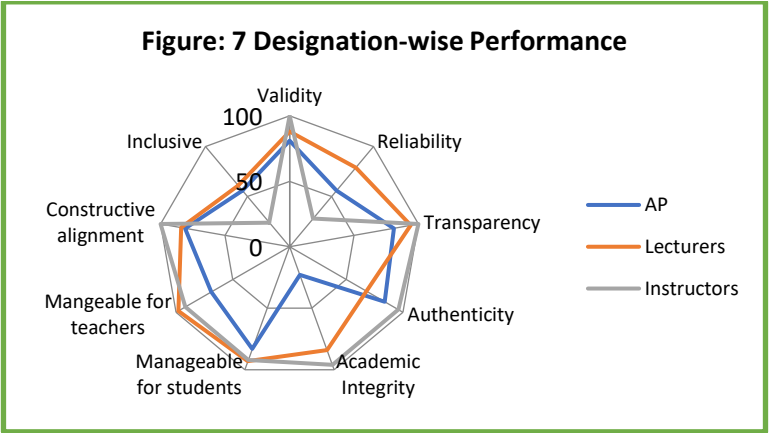 Figure: 7 Designation-wise Performance
Validity
100
Inclusive
Reliability
50
Constructive
alignment
Transparency
0
AP
Lecturers
Instructors
Mangeable for
teachers
Authenticity
Manageable
for students
Academic
Integrity